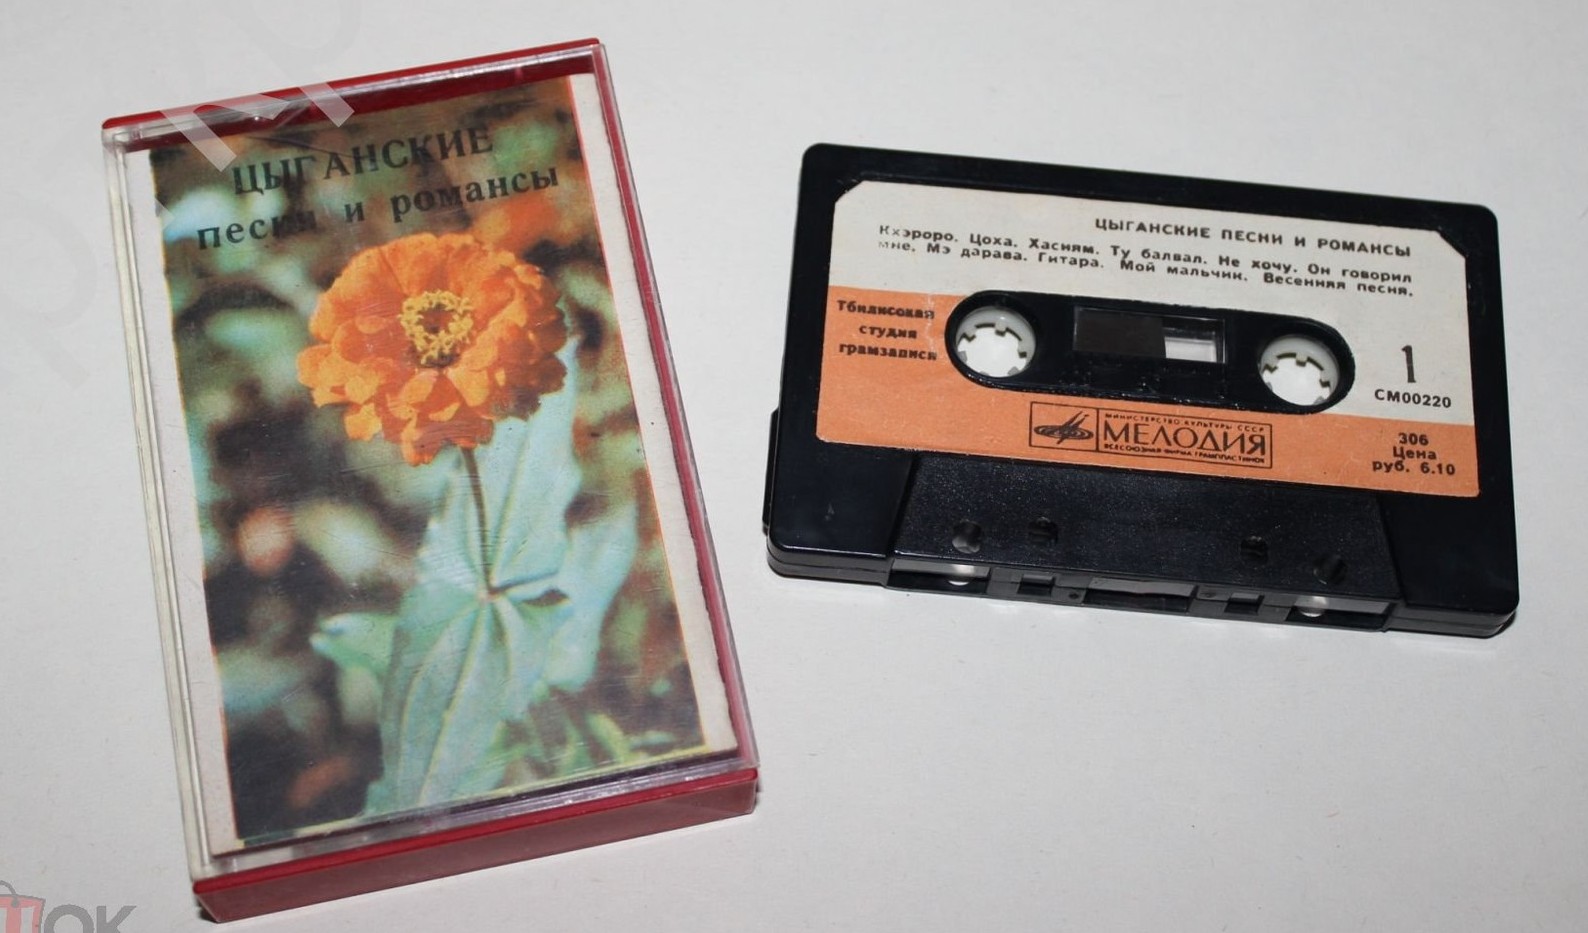 ЦЫГАНСКИЕ
песни и романсы
ЦЫГАНСКИЕ ПЕСНИ И РОМАНСЫ
Кхэроро. Цоха. Хасиям. Ту балвал. Не хочу. Он говорил
мне. Мэ дарава. Гитара. Мой мальчик. Весенняя песня.
Тбилисская
студия
грамзаписи
1
СМ00220
МИНИСТЕРСТВО КУЛЬТУРЫ СССР
МЕЛОДИЯ
ВСЕСОЮЗНАЯ ФИРМА ГРАМПЛАСТИНОК
306
Цена
руб. 6.10